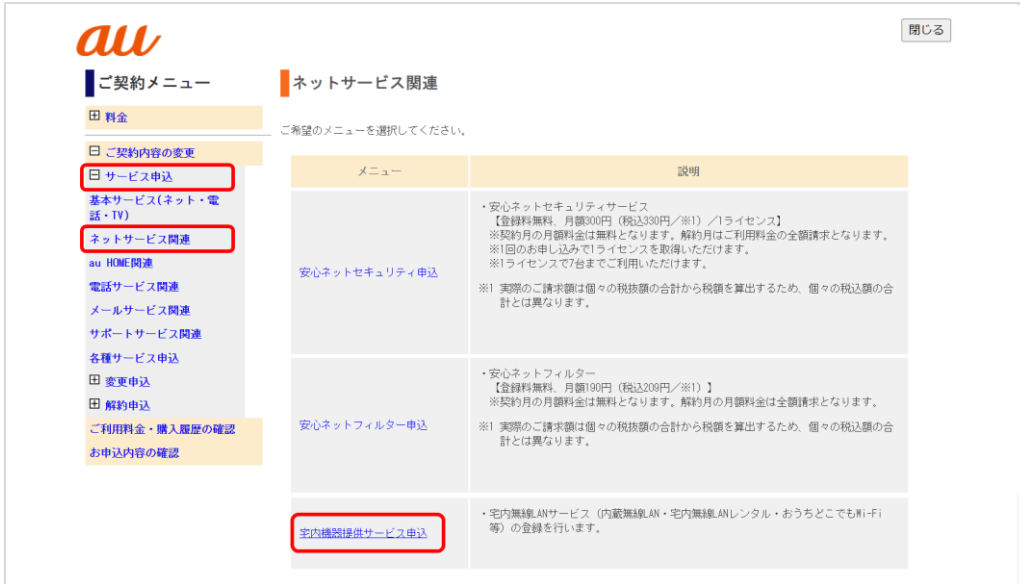 au
閉じる
ご契約メニュー
料金
ご契約内容の変更
サービス申込
基本サービス(ネット・電
話・TV)
ネットサービス関連
au HOME関連
電話サービス関連
メールサービス関連
サポートサービス関連
各種サービス申込
変更申込
解約申込
ご利用料金・購入履歴の確認
お申込内容の確認
ネットサービス関連
ご希望のメニューを選択してください。
メニュー
説明
安心ネットセキュリティ申込
・安心ネットセキュリティサービス
【登録料無料、月額300円（税込330円／※1）／1ライセンス】
※契約月の月額料金は無料となります。解約月はご利用料金の全額請求となります。
※1回のお申し込みで1ライセンスを取得いただけます。
※1ライセンスで7台までご利用いただけます。
※1 実際のご請求額は個々の税抜額の合計から税額を算出するため、個々の税込額の合
計とは異なります。
安心ネットフィルター申込
・安心ネットフィルター
【登録料無料、月額190円（税込209円／※1）】
※契約月の月額料金は無料となります。解約月の月額料金は全額請求となります。
※1 実際のご請求額は個々の税抜額の合計から税額を算出するため、個々の税込額の合
計とは異なります。
宅内機器提供サービス申込
・宅内無線LANサービス（内蔵無線LAN・宅内無線LANレンタル・おうちどこでもWi-Fi
等）の登録を行います。